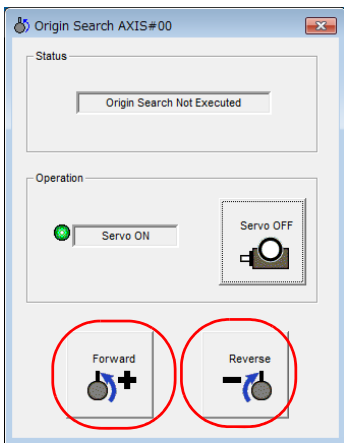 Origin Search AXIS#00
Status
Origin Search Not Executed
Operation
Servo ON
Servo OFF
Forward
Reverse